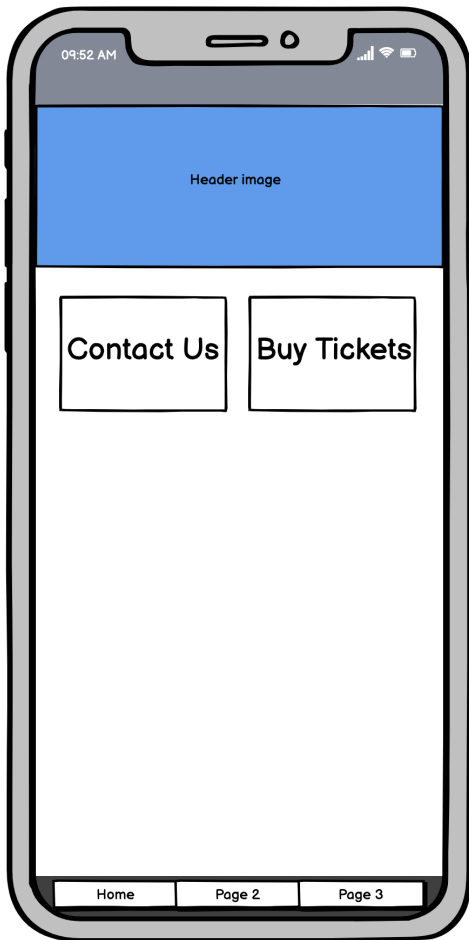 09:52 AM
Header image
Contact Us
Buy Tickets
Home
Page 2
Page 3